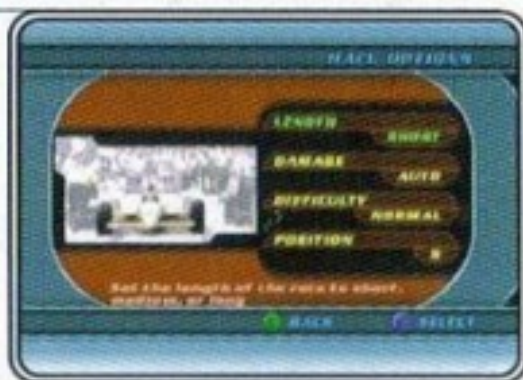 RACE OPTIONS
LENGTH
SHORT
DAMAGE
AUTO
DIFFICULTY
NORMAL
POSITION
Set the length of the race to short,
medium, or long
BACK
SELECT